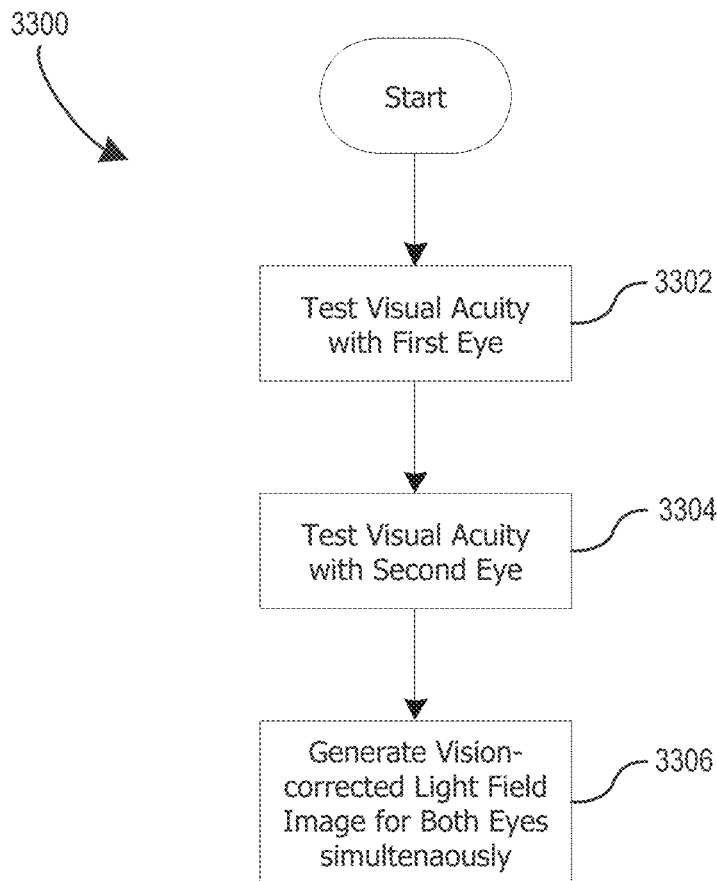 3300
Start
Test Visual Acuity
with First Eye
3302
Test Visual Acuity
with Second Eye
3304
Generate Vision-
corrected Light Field
Image for Both Eyes
simultenaously
3306